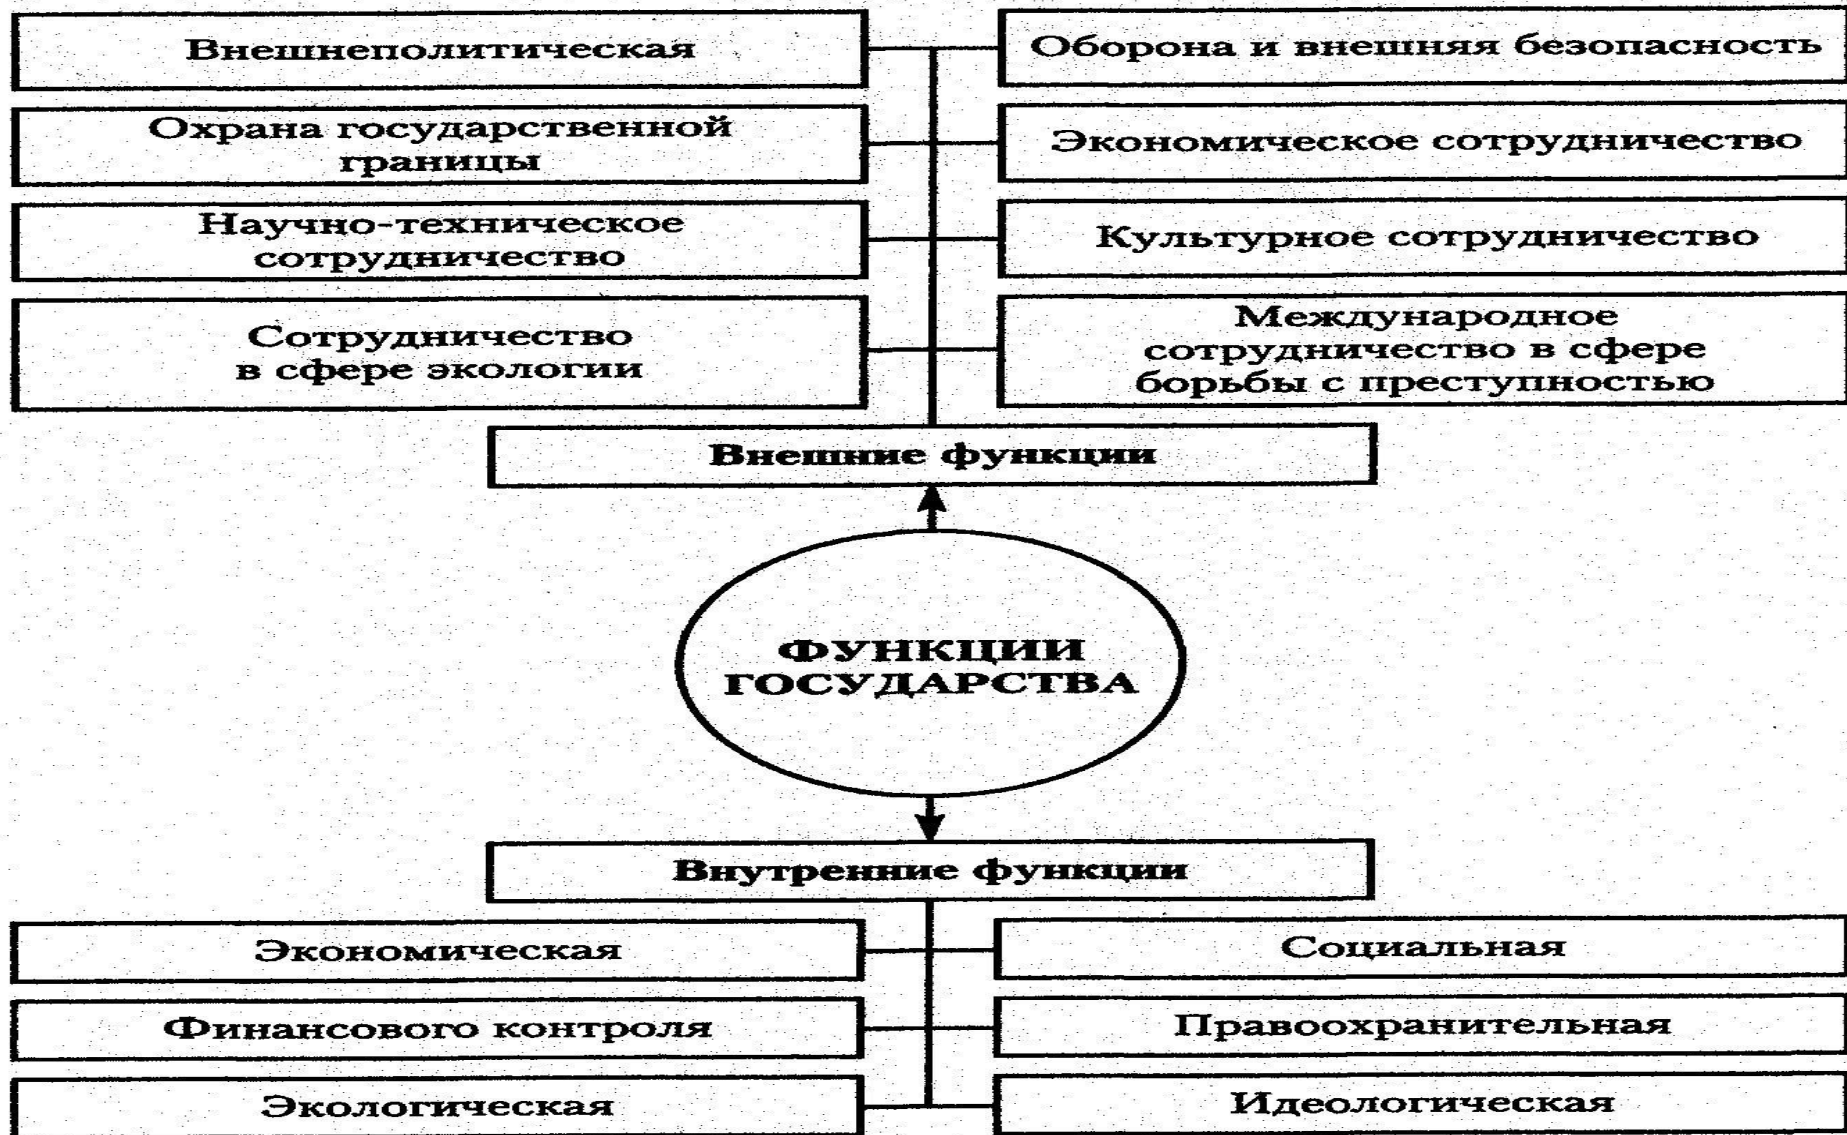 Внешнеполитическая
Оборона и внешняя безопасность
Охрана государственной
границы
Экономическое сотрудничество
Научно-техническое
сотрудничество
Культурное сотрудничество
Сотрудничество
в сфере экологии
Международное
сотрудничество в сфере
борьбы с преступностью
Внешние функции
ФУНКЦИИ
ГОСУДАРСТВА
Внутренние функции
Экономическая
Социальная
Финансового контроля
Правоохранительная
Экологическая
Идеологическая